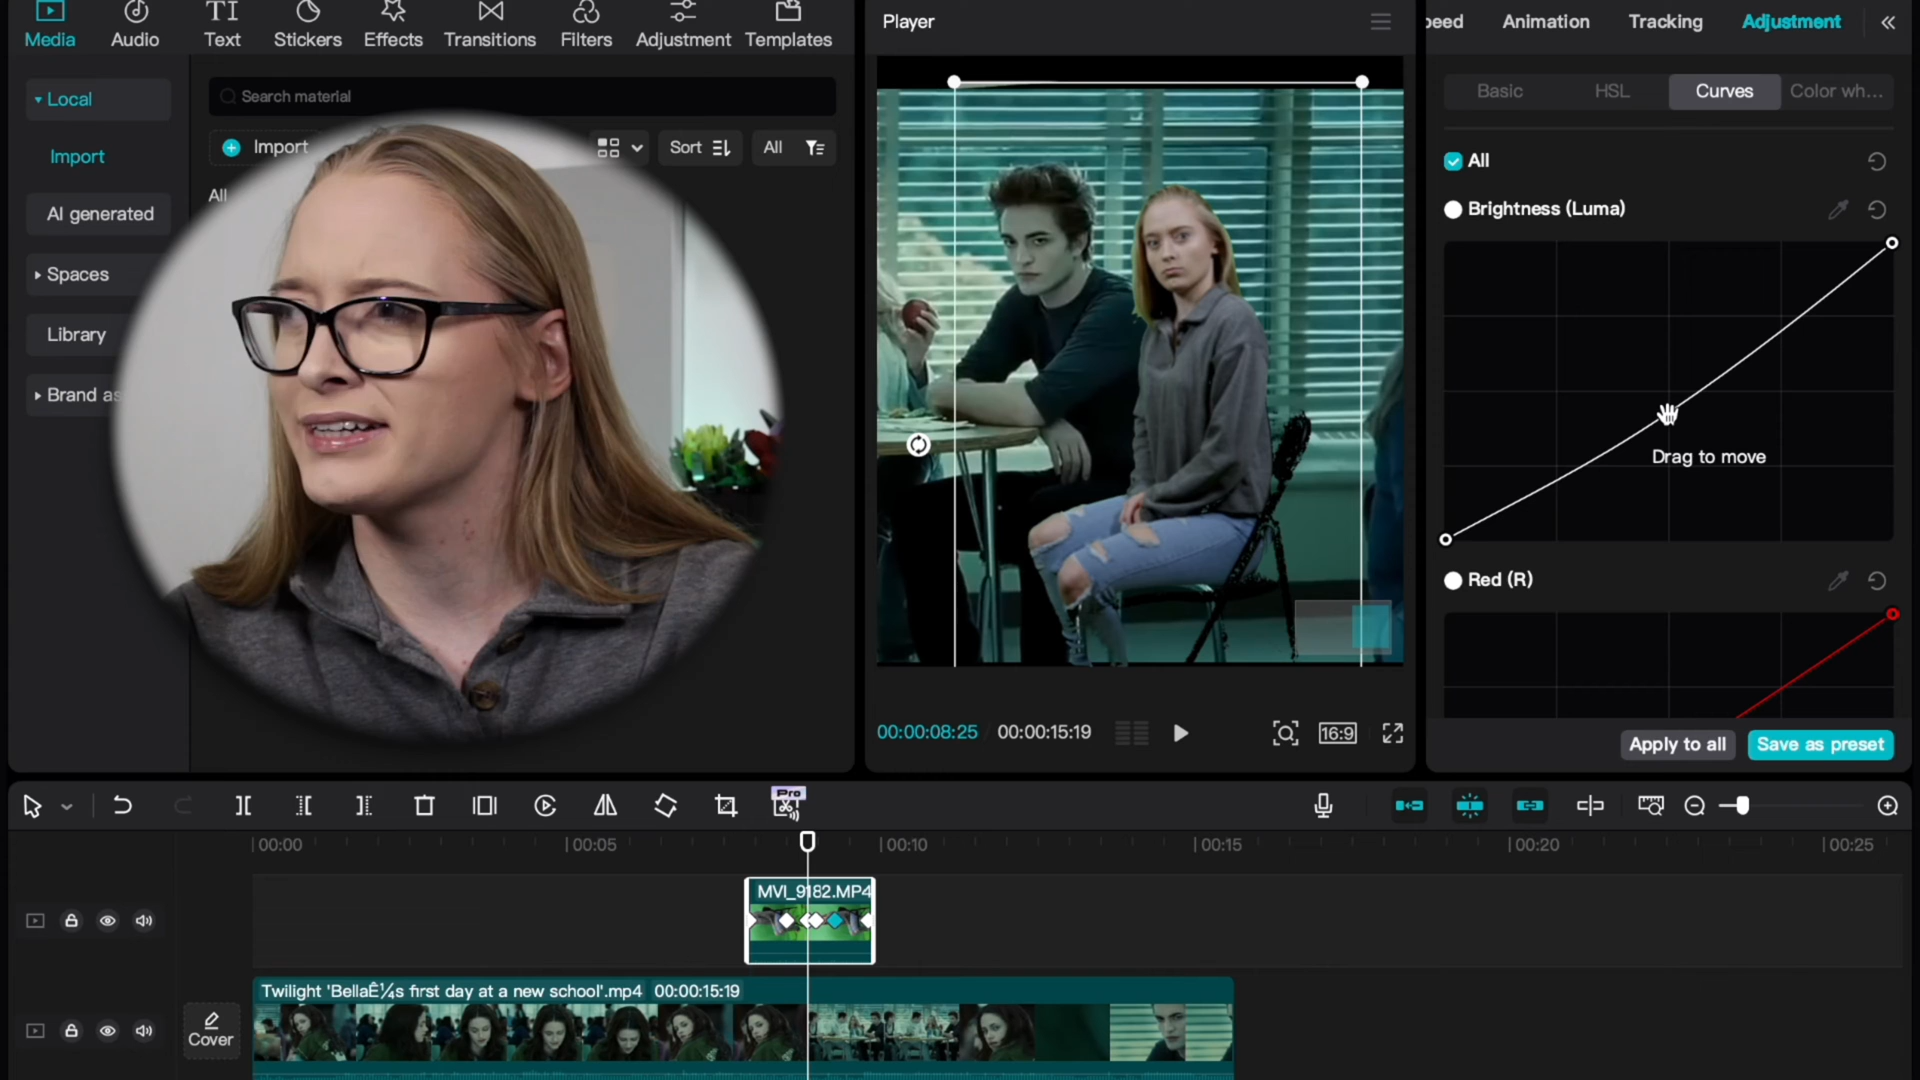 Media
Audio
Text
Stickers
Effects
Transitions
Filters
Adjustment
Templates
Local
Import
AI generated
Spaces
Library
Brand as
Search material
Import
Sort
All
All
Player
00:00:08:25
00:00:15:19
16:9
peed
Animation
Tracking
Adjustment
Basic
HSL
Curves
Color wh...
All
Brightness (Luma)
Drag to move
Red (R)
Apply to all
Save as preset
Pro
00:00
00:05
00:10
00:15
00:20
00:25
MVI_9182.MP4
Cover
Twilight 'BellaÊ¼s first day at a new school'.mp4 00:00:15:19